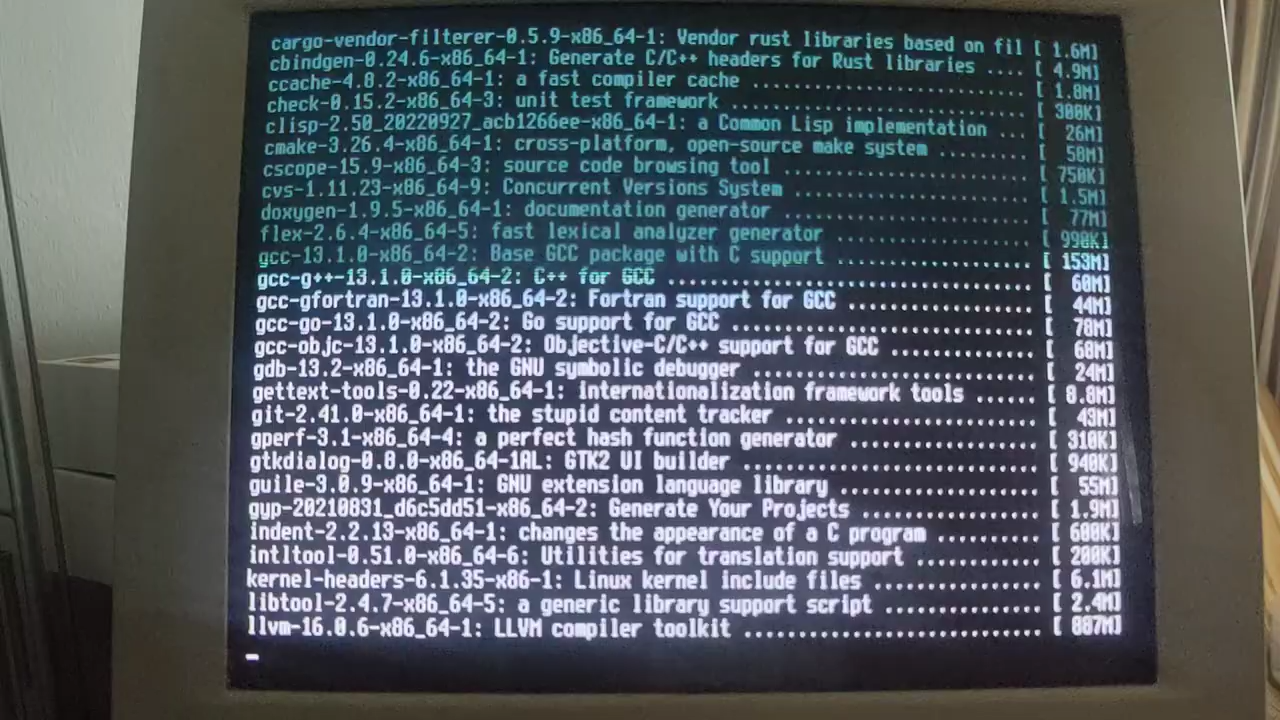 cargo-vendor-filterer-0.5.9-x86_64-1: Vendor rust libraries based on fil [ 1.6M]
cbindgen-0.24.6-x86_64-1: Generate C/C++ headers for Rust libraries .... [ 4.9M]
ccache-4.8.2-x86_64-1: a fast compiler cache ........................... [ 1.8M]
check-0.15.2-x86_64-3: unit test framework ............................. [ 300K]
clisp-2.50_20220927_acb1266ee-x86_64-1: a Common Lisp implementation ... [ 26M]
cmake-3.26.4-x86_64-1: cross-platform, open-source make system ......... [ 50M]
cscope-15.9-x86_64-3: source code browsing tool ........................ [ 750K]
cvs-1.11.23-x86_64-9: Concurrent Versions System ....................... [ 1.5M]
doxygen-1.9.5-x86_64-1: documentation generator ........................ [ 77M]
flex-2.6.4-x86_64-5: fast lexical analyzer generator ................... [ 990K]
gcc-13.1.0-x86_64-2: Base GCC package with C support ................... [ 153M]
gcc-g++-13.1.0-x86_64-2: C++ for GCC ................................... [ 60M]
gcc-gfortran-13.1.0-x86_64-2: Fortran support for GCC .................. [ 44M]
gcc-go-13.1.0-x86_64-2: Go support for GCC ............................. [ 78M]
gcc-objc-13.1.0-x86_64-2: Objective-C/C++ support for GCC .............. [ 68M]
gdb-13.2-x86_64-1: the GNU symbolic debugger ........................... [ 24M]
gettext-tools-0.22-x86_64-1: internationalization framework tools ...... [ 8.8M]
git-2.41.0-x86_64-1: the stupid content tracker ........................ [ 49M]
gperf-3.1-x86_64-4: a perfect hash function generator .................. [ 310K]
gtkdialog-0.8.0-x86_64-1AL: GTK2 UI builder ............................ [ 940K]
guile-3.0.9-x86_64-1: GNU extension language library ................... [ 55M]
gyp-20210831_d6c5dd51-x86_64-2: Generate Your Projects ................. [ 1.9M]
indent-2.2.13-x86_64-1: changes the appearance of a C program .......... [ 600K]
intltool-0.51.0-x86_64-6: Utilities for translation support ............ [ 200K]
kernel-headers-6.1.35-x86-1: Linux kernel include files ................ [ 6.1M]
libtool-2.4.7-x86_64-5: a generic library support script ............... [ 2.4M]
llvm-16.0.6-x86_64-1: LLVM compiler toolkit ............................ [ 887M]